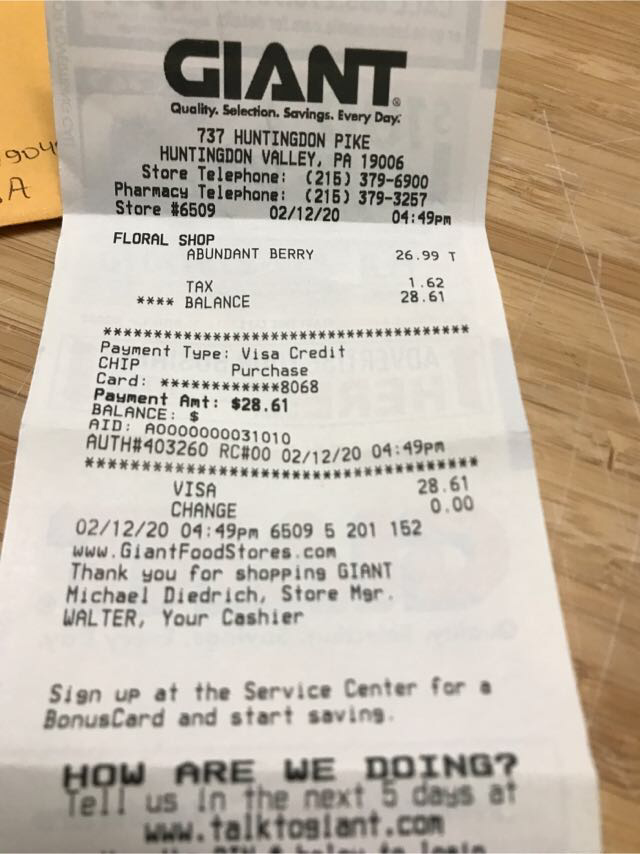 GIANT
Quality. Selection. Savings. Every Day.
737 HUNTINGDON PIKE
HUNTINGDON VALLEY, PA 19006
Store Telephone: (215) 379-6900
Pharmacy Telephone: (215) 379-3257
Store #6509 02/12/20 04:49pm
FLORAL SHOP
ABUNDANT BERRY 26.99 T
TAX 1.62
**** BALANCE 28.61
************************************
Payment Type: Visa Credit
CHIP Purchase
Card: ************8068
Payment Amt: $28.61
BALANCE: $
AID: A0000000031010
AUTH#403260 RC#00 02/12/20 04:49pm
************************************
VISA 28.61
CHANGE 0.00
02/12/20 04:49pm 6509 5 201 152
www.GiantFoodStores.com
Thank you for shopping GIANT
Michael Diedrich, Store Mgr.
WALTER, Your Cashier
Sign up at the Service Center for a
BonusCard and start saving.
HOW ARE WE DOING?
Tell us in the next 5 days at
www.talktogiant.com